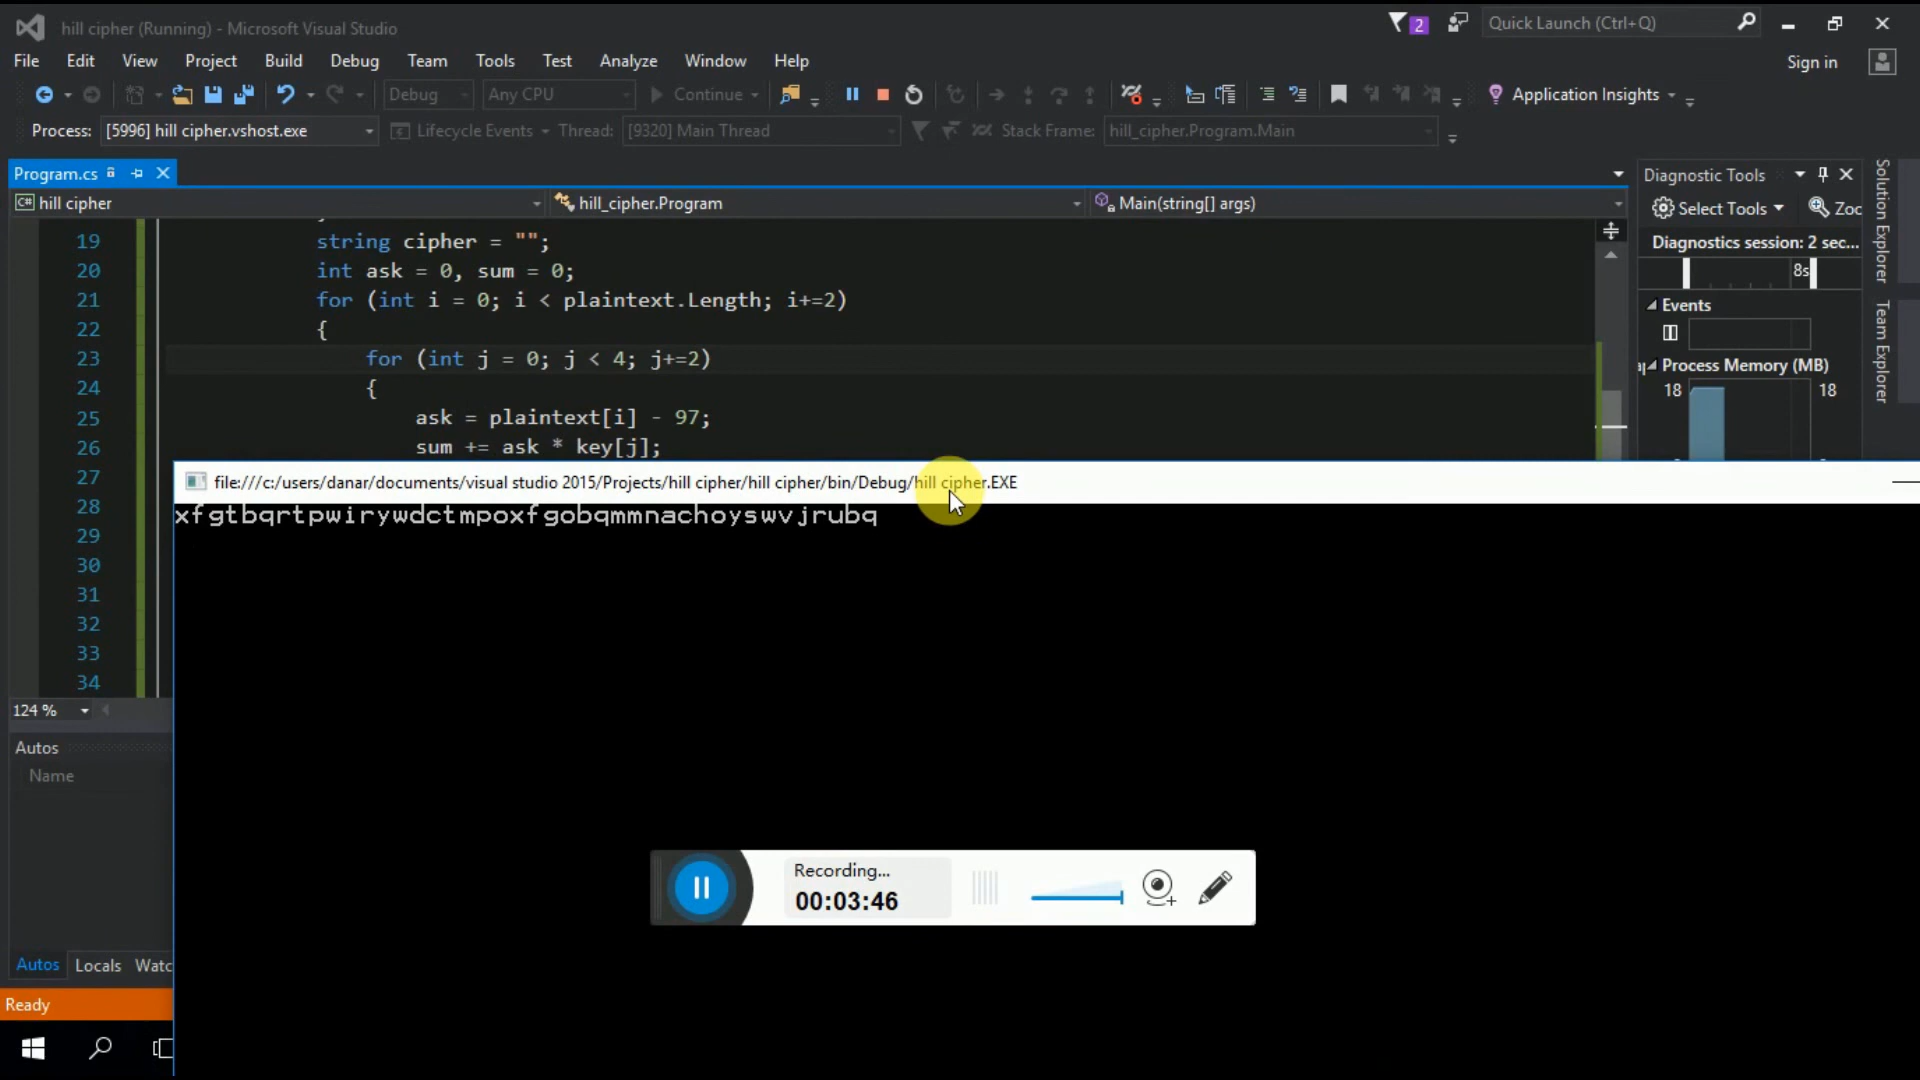 hill cipher (Running) - Microsoft Visual Studio
2
Quick Launch (Ctrl+Q)
File Edit View Project Build Debug Team Tools Test Analyze Window Help
Sign in
Debug Any CPU Continue Application Insights
Process: [5996] hill cipher.vshost.exe Lifecycle Events Thread: [9320] Main Thread Stack Frame: hill_cipher.Program.Main
Program.cs
Diagnostic Tools
Solution Explorer
Team Explorer
C# hill cipher hill_cipher.Program Main(string[] args)
Select Tools Zoo
Diagnostics session: 2 sec...
8s
Events
Process Memory (MB)
18 18
19 string cipher = "";
20 int ask = 0, sum = 0;
21 for (int i = 0; i < plaintext.Length; i+=2)
22 {
23 for (int j = 0; j < 4; j+=2)
24 {
25 ask = plaintext[i] - 97;
26 sum += ask * key[j];
27
28
29
30
31
32
33
34
file:///c:/users/danar/documents/visual studio 2015/Projects/hill cipher/hill cipher/bin/Debug/hill cipher.EXE
xfgtbqrtpwirywdctmpoxfgobqmmnachoyswvjrubq
124 %
Autos
Name
Recording...
00:03:46
Autos Locals Watc
Ready